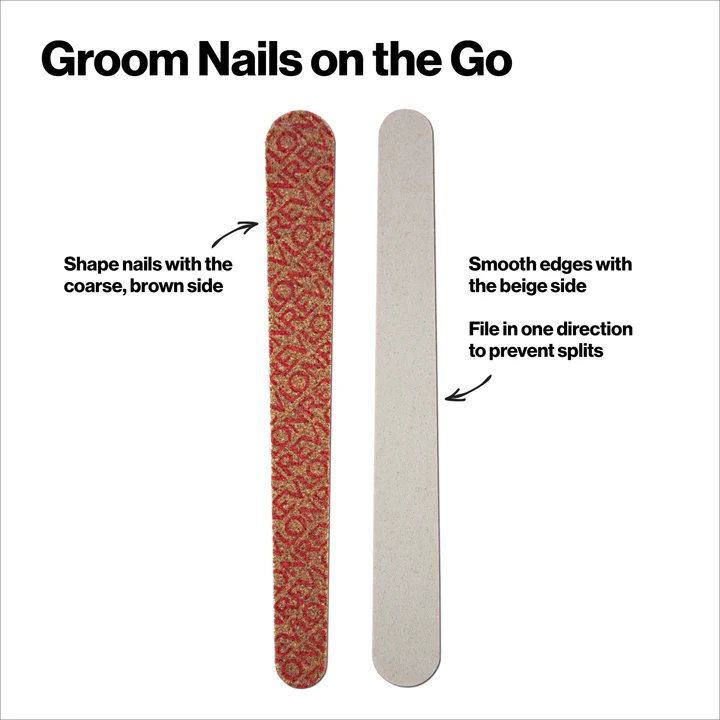 Groom Nails on the Go
Shape nails with the
coarse, brown side
Smooth edges with
the beige side
File in one direction
to prevent splits
REVLON